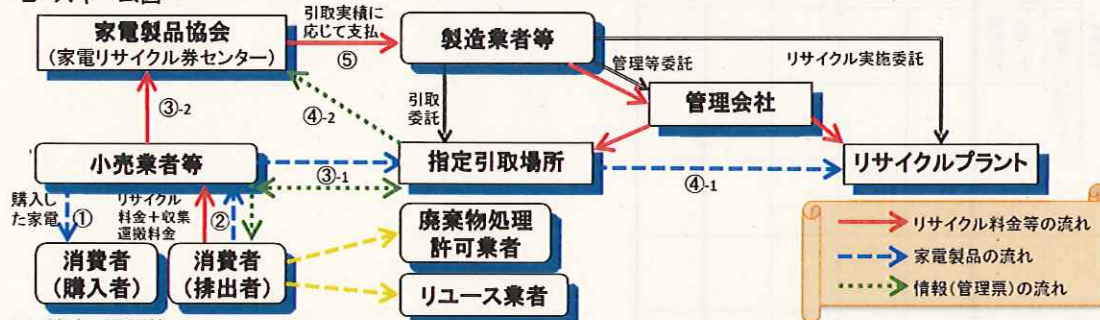 家電製品協会
(家電リサイクル券センター)
引取実績に
応じて支払
⑤
製造業者等
管理等委託
リサイクル実施委託
管理会社
③-2
④-2
引取
委託
小売業者等
③-1
指定引取場所
④-1
リサイクルプラント
購入し
た家電
①
リサイクル
料金+収集
運搬料金
②
消費者
(購入者)
消費者
(排出者)
廃棄物処理
許可業者
リユース業者
リサイクル料金等の流れ
家電製品の流れ
情報(管理票)の流れ